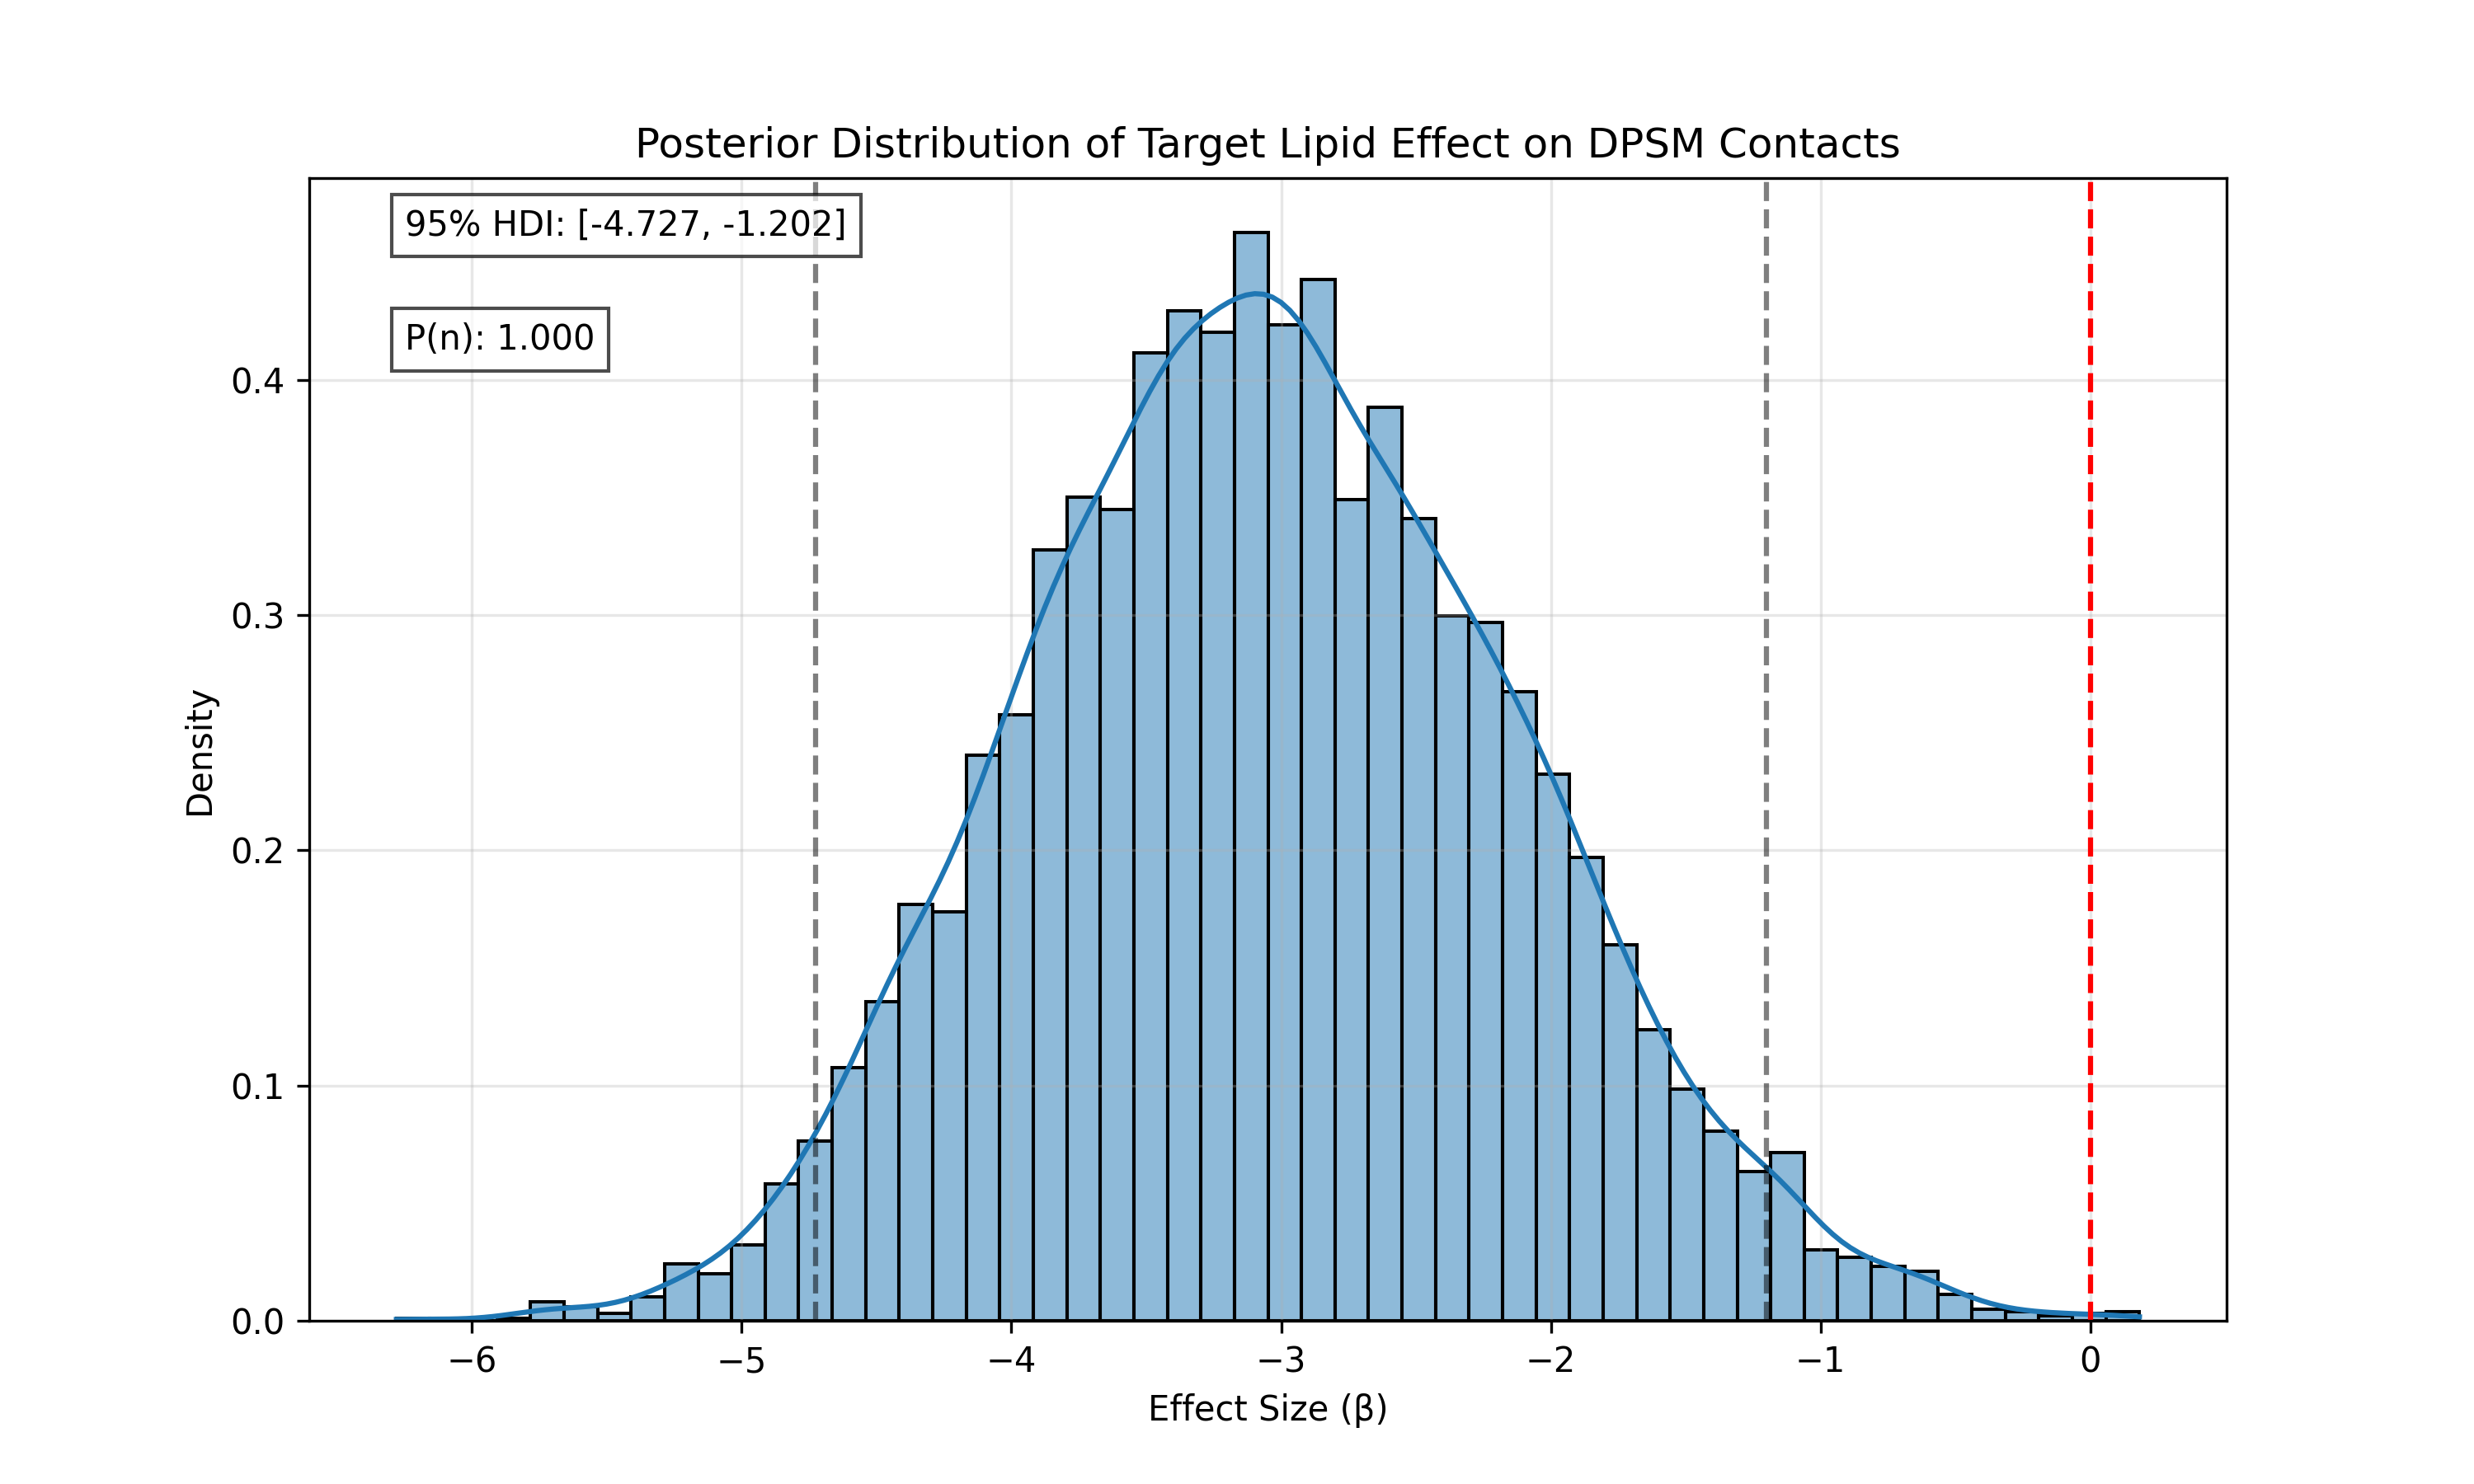 Posterior Distribution of Target Lipid Effect on DPSM Contacts
95% HDI: [-4.727, -1.202]
P(n): 1.000
Density
0.4
0.3
0.2
0.1
0.0
−6 −5 −4 −3 −2 −1 0
Effect Size (β)